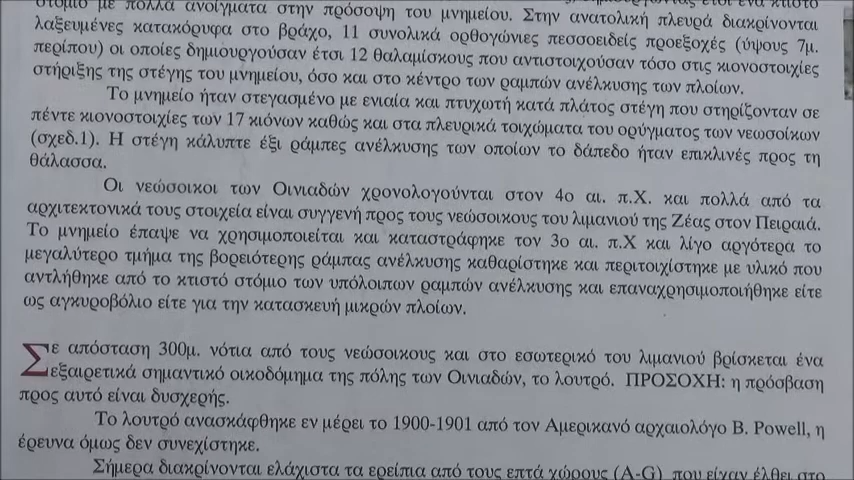 στόμιο με πολλά ανοίγματα στην πρόσοψη του μνημείου. Στην ανατολική πλευρά διακρίνονται
λαξευμένες κατακόρυφα στο βράχο, 11 συνολικά ορθογώνιες πεσσοειδείς προεξοχές (ύψους 7μ.
περίπου) οι οποίες δημιουργούσαν έτσι 12 θαλαμίσκους που αντιστοιχούσαν τόσο στις κιονοστοιχίες
στήριξης της στέγης του μνημείου, όσο και στο κέντρο των ραμπών ανέλκυσης των πλοίων.
Το μνημείο ήταν στεγασμένο με ενιαία και πτυχωτή κατά πλάτος στέγη που στηρίζονταν σε
πέντε κιονοστοιχίες των 17 κιόνων καθώς και στα πλευρικά τοιχώματα του ορύγματος των νεωσοίκων
(σχεδ.1). Η στέγη κάλυπτε έξι ράμπες ανέλκυσης των οποίων το δάπεδο ήταν επικλινές προς τη
θάλασσα.
Οι νεώσοικοι των Οινιαδών χρονολογούνται στον 4ο αι. π.Χ. και πολλά από τα
αρχιτεκτονικά τους στοιχεία είναι συγγενή προς τους νεώσοικους του λιμανιού της Ζέας στον Πειραιά.
Το μνημείο έπαψε να χρησιμοποιείται και καταστράφηκε τον 3ο αι. π.Χ και λίγο αργότερα το
μεγαλύτερο τμήμα της βορειότερης ράμπας ανέλκυσης καθαρίστηκε και περιτοιχίστηκε με υλικό που
αντλήθηκε από το κτιστό στόμιο των υπόλοιπων ραμπών ανέλκυσης και επαναχρησιμοποιήθηκε είτε
ως αγκυροβόλιο είτε για την κατασκευή μικρών πλοίων.
Σε απόσταση 300μ. νότια από τους νεώσοικους και στο εσωτερικό του λιμανιού βρίσκεται ένα
εξαιρετικά σημαντικό οικοδόμημα της πόλης των Οινιαδών, το λουτρό. ΠΡΟΣΟΧΗ: η πρόσβαση
προς αυτό είναι δυσχερής.
Το λουτρό ανασκάφθηκε εν μέρει το 1900-1901 από τον Αμερικανό αρχαιολόγο B. Powell, η
έρευνα όμως δεν συνεχίστηκε.
Σήμερα διακρίνονται ελάχιστα τα ερείπια από τους επτά χώρους (A-G) που είχαν έλθει στο